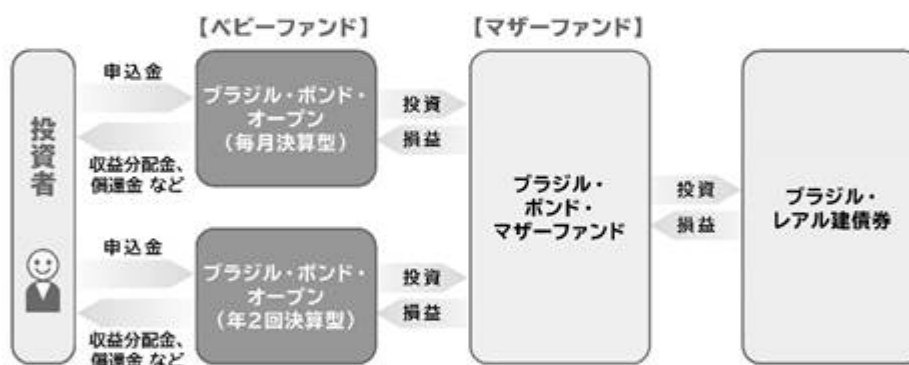 【ベビーファンド】
【マザーファンド】
投資者
申込金
収益分配金、
償還金 など
ブラジル・ボンド・
オープン
（毎月決算型）
投資
損益
申込金
収益分配金、
償還金 など
ブラジル・ボンド・
オープン
（年2回決算型）
投資
損益
ブラジル・
ボンド・
マザーファンド
投資
損益
ブラジル・
レアル建債券